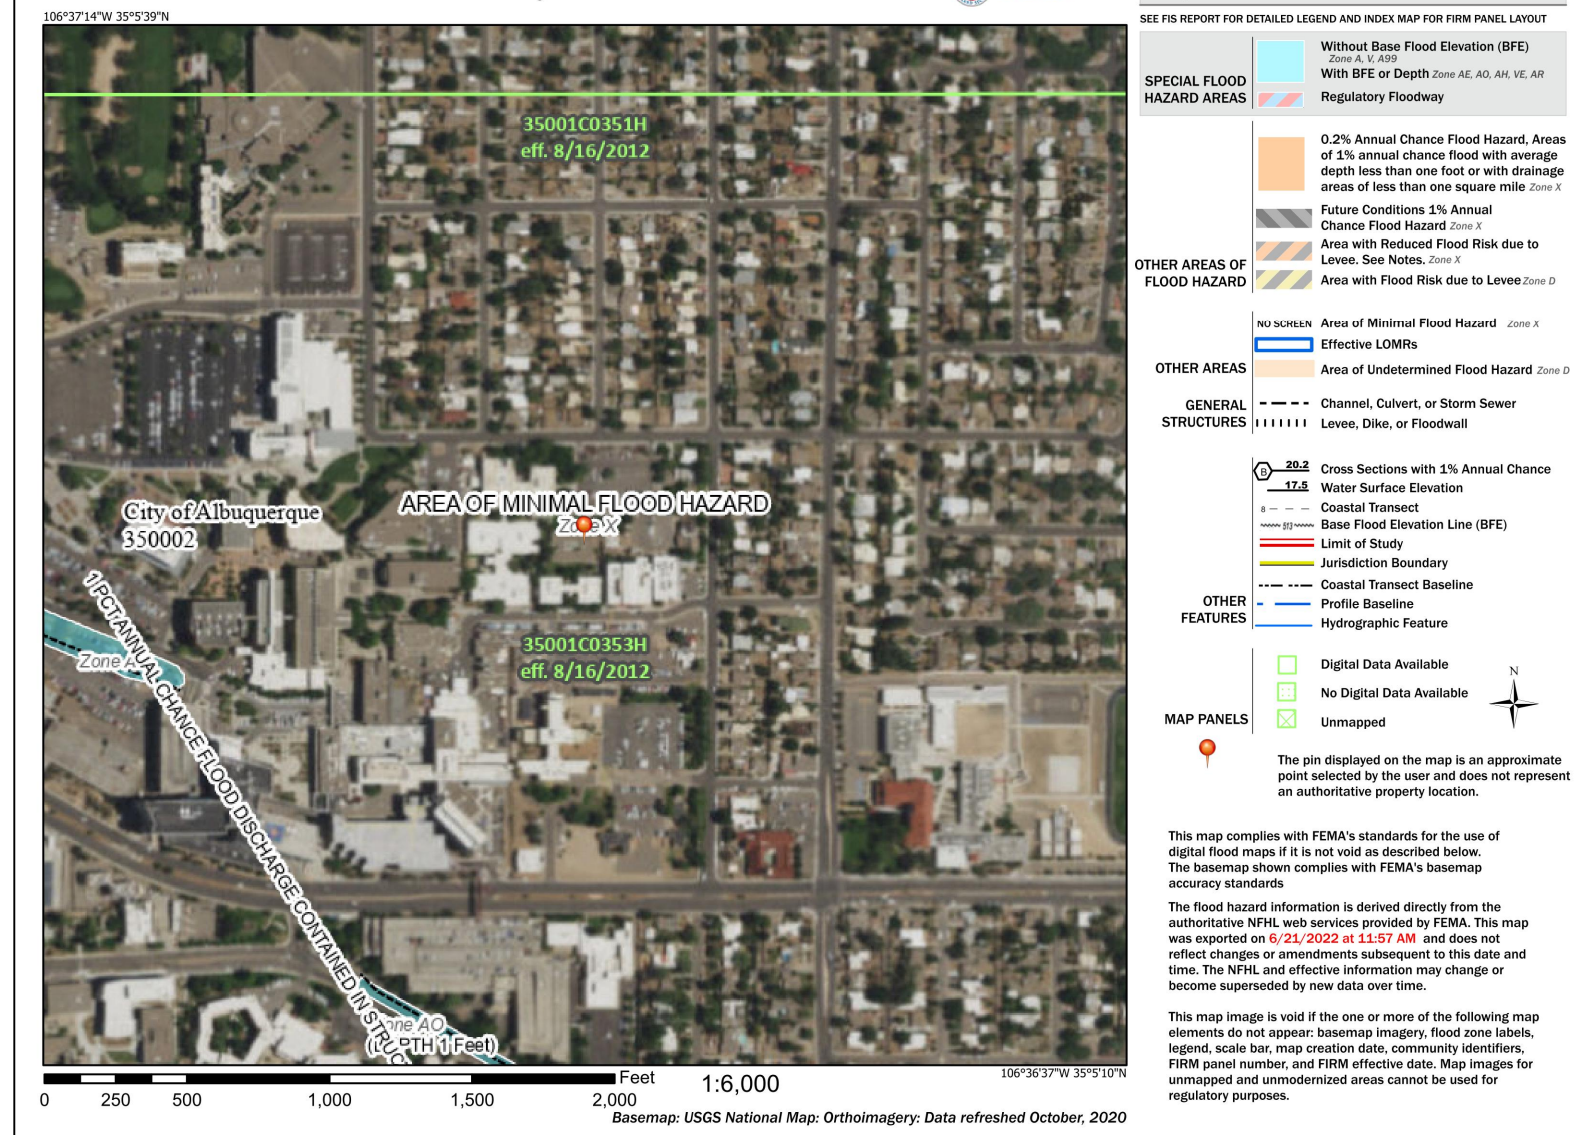 106°37'14"W 35°5'39"N
35001C0351H
eff. 8/16/2012
AREA OF MINIMAL FLOOD HAZARD
City of Albuquerque
350002
1 PCT ANNUAL CHANCE FLOOD DISCHARGE CONTAINED IN STRUC
35001C0353H
eff. 8/16/2012
AO
1 Feet)
106°36'37"W 35°5'10"N
0 250 500 1,000 1,500 2,000
Feet
1:6,000
Basemap: USGS National Map: Orthoimagery: Data refreshed October, 2020
SEE FIS REPORT FOR DETAILED LEGEND AND INDEX MAP FOR FIRM PANEL LAYOUT
SPECIAL FLOOD
HAZARD AREAS
Without Base Flood Elevation (BFE)
Zone A, V, A99
With BFE or Depth Zone AE, AO, AH, VE, AR
Regulatory Floodway
OTHER AREAS OF
FLOOD HAZARD
0.2% Annual Chance Flood Hazard, Areas
of 1% annual chance flood with average
depth less than one foot or with drainage
areas of less than one square mile Zone X
Future Conditions 1% Annual
Chance Flood Hazard Zone X
Area with Reduced Flood Risk due to
Levee. See Notes. Zone X
Area with Flood Risk due to Levee Zone D
OTHER AREAS
NO SCREEN Area of Minimal Flood Hazard Zone X
Effective LOMRs
Area of Undetermined Flood Hazard Zone D
GENERAL
STRUCTURES
Channel, Culvert, or Storm Sewer
Levee, Dike, or Floodwall
OTHER
FEATURES
B 20.2 Cross Sections with 1% Annual Chance
17.5 Water Surface Elevation
8 Coastal Transect
513 Base Flood Elevation Line (BFE)
Limit of Study
Jurisdiction Boundary
Coastal Transect Baseline
Profile Baseline
Hydrographic Feature
MAP PANELS
Digital Data Available
No Digital Data Available
Unmapped
N
The pin displayed on the map is an approximate
point selected by the user and does not represent
an authoritative property location.
This map complies with FEMA's standards for the use of
digital flood maps if it is not void as described below.
The basemap shown complies with FEMA's basemap
accuracy standards
The flood hazard information is derived directly from the
authoritative NFHL web services provided by FEMA. This map
was exported on 6/21/2022 at 11:57 AM and does not
reflect changes or amendments subsequent to this date and
time. The NFHL and effective information may change or
become superseded by new data over time.
This map image is void if the one or more of the following map
elements do not appear: basemap imagery, flood zone labels,
legend, scale bar, map creation date, community identifiers,
FIRM panel number, and FIRM effective date. Map images for
unmapped and unmodernized areas cannot be used for
regulatory purposes.